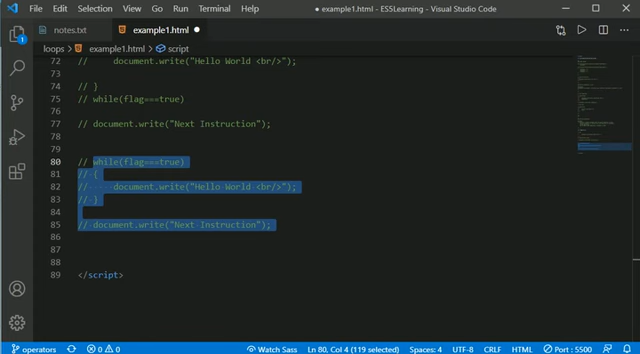 File Edit Selection View Go Run Terminal Help
● example1.html - ESSLearning - Visual Studio Code
notes.txt
example1.html ●
loops > example1.html > script
72 //     document.write("Hello World <br/>");
73
74 // }
75 // while(flag===true)
76
77 // document.write("Next Instruction");
78
79
80 // while(flag===true)
81 // {
82 //     document.write("Hello World <br/>");
83 // }
84
85 // document.write("Next Instruction");
86
87
88
89 </script>
operators 0 0 Watch Sass Ln 80, Col 4 (119 selected) Spaces: 4 UTF-8 CRLF HTML Port : 5500